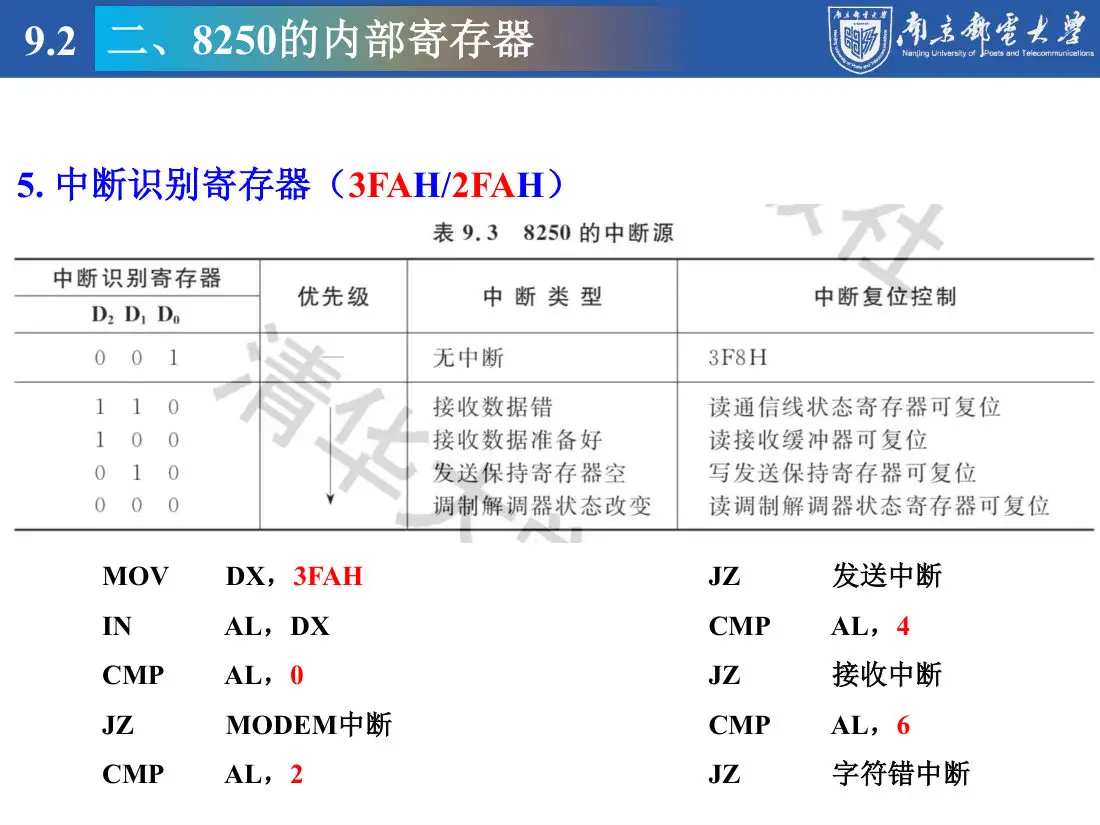 9.2 二、8250的内部寄存器
南京邮电大学
Nanjing University of Posts and Telecommunications
5. 中断识别寄存器（3FAH/2FAH）
表 9.3 8250 的中断源
中断识别寄存器 优先级 中断类型 中断复位控制
D2 D1 D0
0 0 1 — 无中断 3F8H
1 1 0 接收数据错 读通信线状态寄存器可复位
1 0 0 接收数据准备好 读接收缓冲器可复位
0 1 0 发送保持寄存器空 写发送保持寄存器可复位
0 0 0 调制解调器状态改变 读调制解调器状态寄存器可复位
清华大
社
MOV DX，3FAH
IN AL，DX
CMP AL，0
JZ MODEM中断
CMP AL，2
JZ 发送中断
CMP AL，4
JZ 接收中断
CMP AL，6
JZ 字符错中断